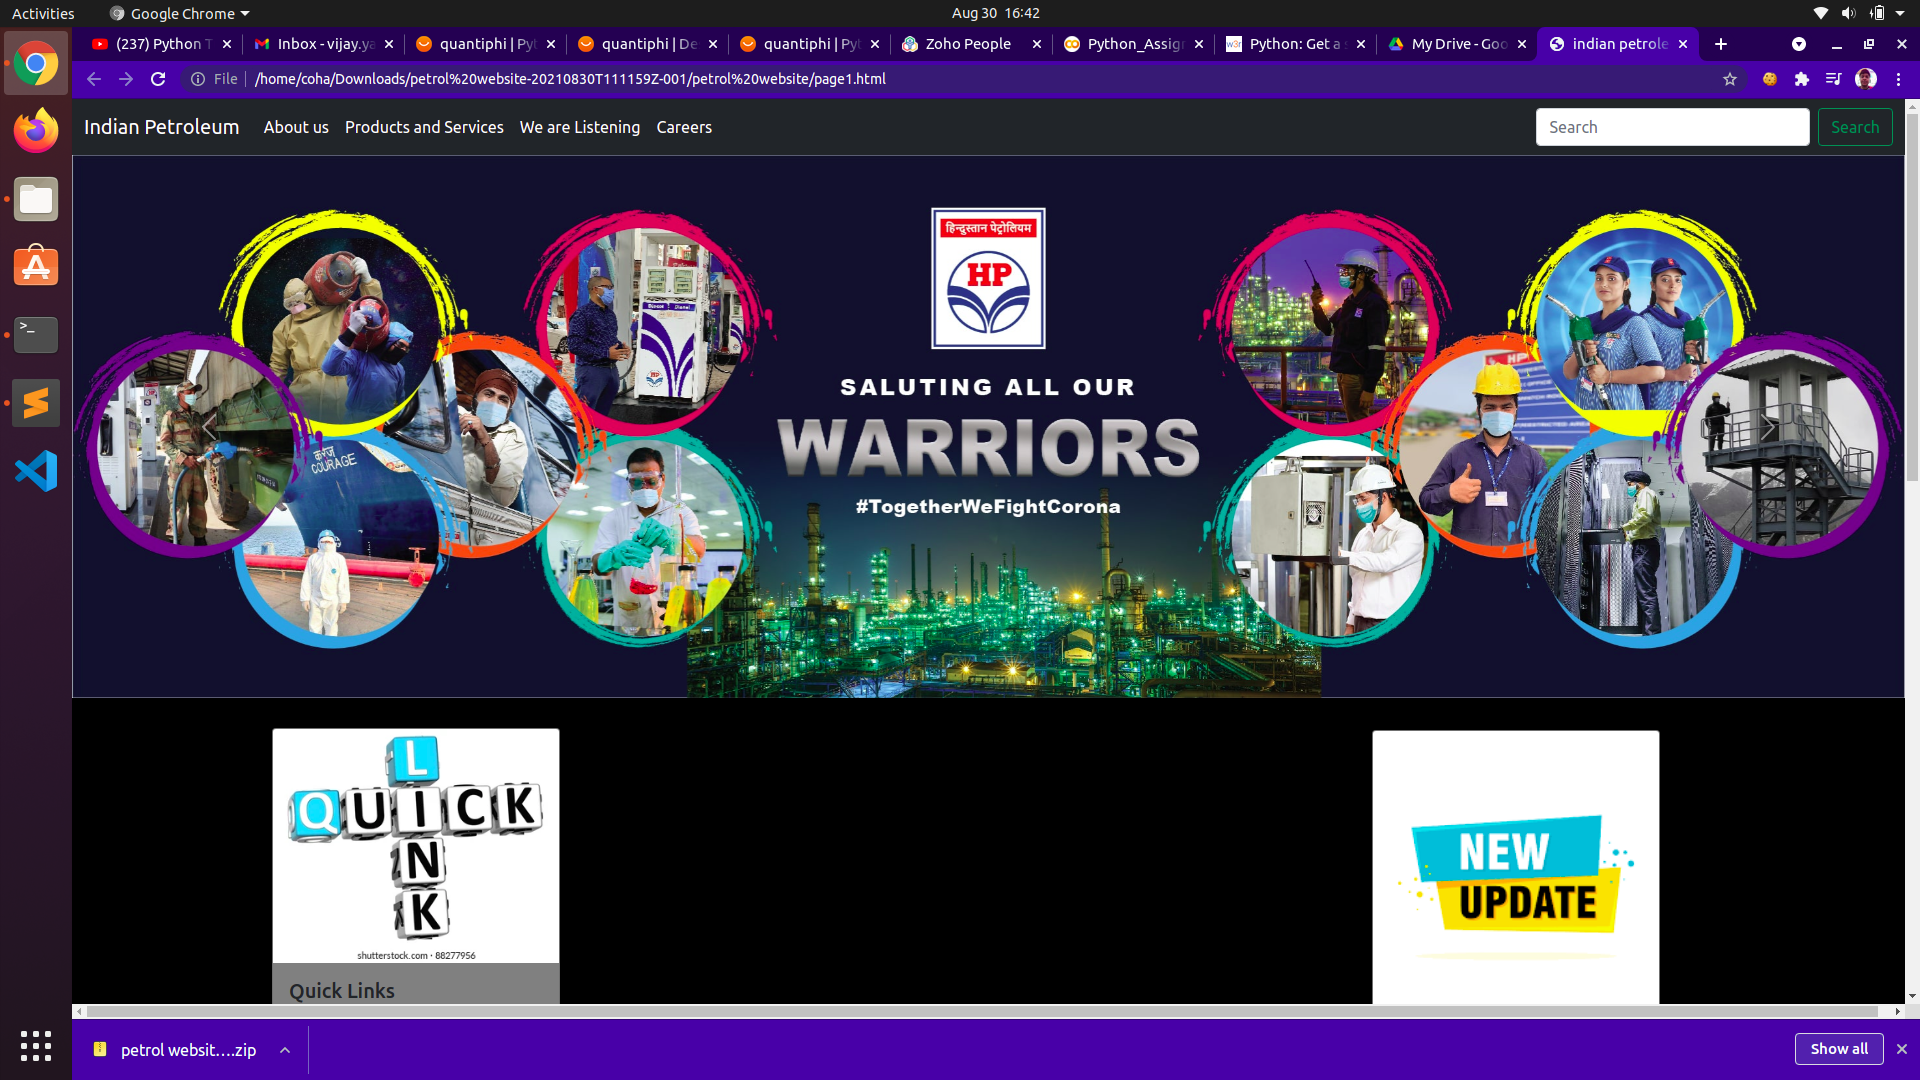 Activities
Google Chrome
Aug 30 16:42
(237) Python T
Inbox - vijay.ya
quantiphi | Pyt
quantiphi | De
quantiphi | Pyt
Zoho People
Python_Assign
w3r
Python: Get a s
My Drive - Goo
indian petrole
File
/home/coha/Downloads/petrol%20website-20210830T111159Z-001/petrol%20website/page1.html
Indian Petroleum
About us
Products and Services
We are Listening
Careers
Search
Search
हिन्दुस्तान पेट्रोलियम
HP
SALUTING ALL OUR
WARRIORS
#TogetherWeFightCorona
COURAGE
QUICK
LINK
shutterstock.com · 88277956
Quick Links
NEW
UPDATE
petrol websit....zip
Show all